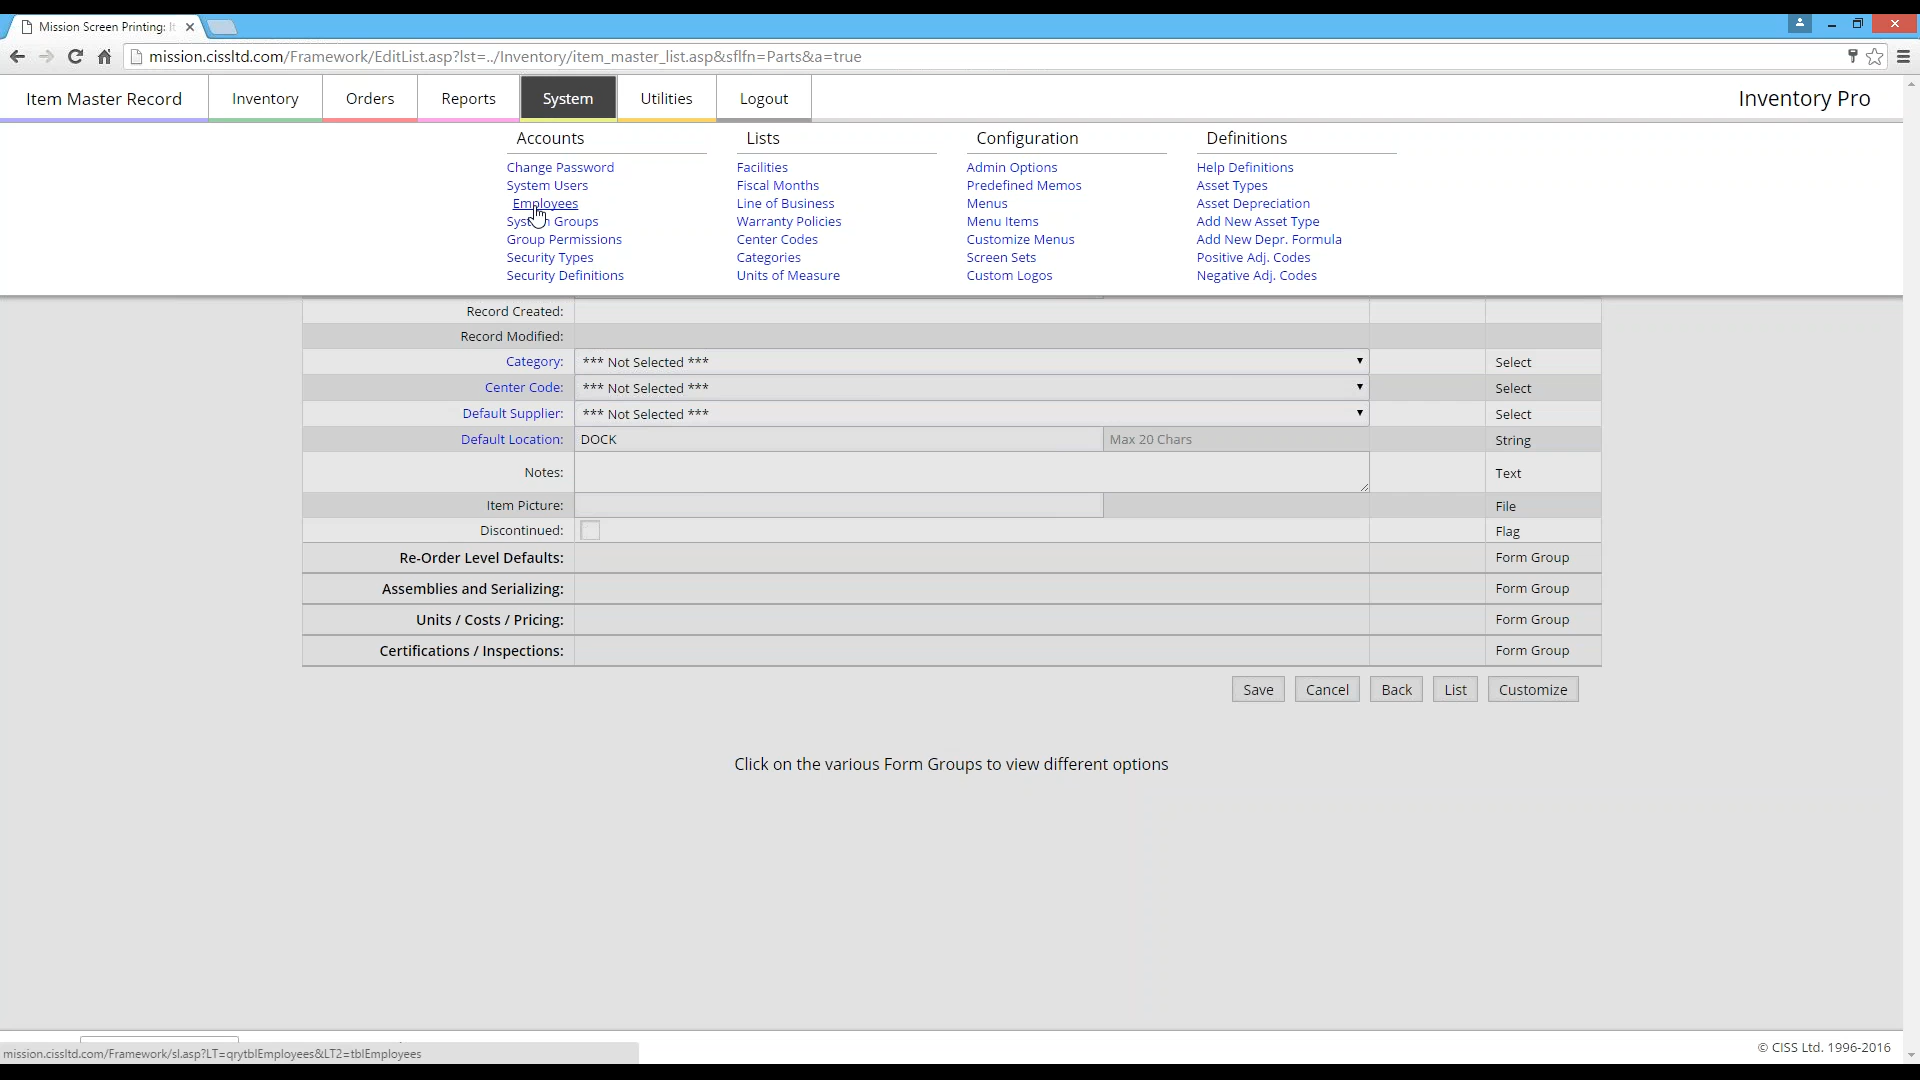 Mission Screen Printing: It
mission.cissltd.com/Framework/EditList.asp?lst=../Inventory/item_master_list.asp&sflfn=Parts&a=true
Item Master Record Inventory Orders Reports System Utilities Logout Inventory Pro
Accounts Lists Configuration Definitions
Change Password Facilities Admin Options Help Definitions
System Users Fiscal Months Predefined Memos Asset Types
Employees Line of Business Menus Asset Depreciation
System Groups Warranty Policies Menu Items Add New Asset Type
Group Permissions Center Codes Customize Menus Add New Depr. Formula
Security Types Categories Screen Sets Positive Adj. Codes
Security Definitions Units of Measure Custom Logos Negative Adj. Codes
Record Created:
Record Modified:
Category: *** Not Selected *** Select
Center Code: *** Not Selected *** Select
Default Supplier: *** Not Selected *** Select
Default Location: DOCK Max 20 Chars String
Notes: Text
Item Picture: File
Discontinued: Flag
Re-Order Level Defaults: Form Group
Assemblies and Serializing: Form Group
Units / Costs / Pricing: Form Group
Certifications / Inspections: Form Group
Save Cancel Back List Customize
Click on the various Form Groups to view different options
mission.cissltd.com/Framework/sl.asp?LT=qrytblEmployees&LT2=tblEmployees
© CISS Ltd. 1996-2016